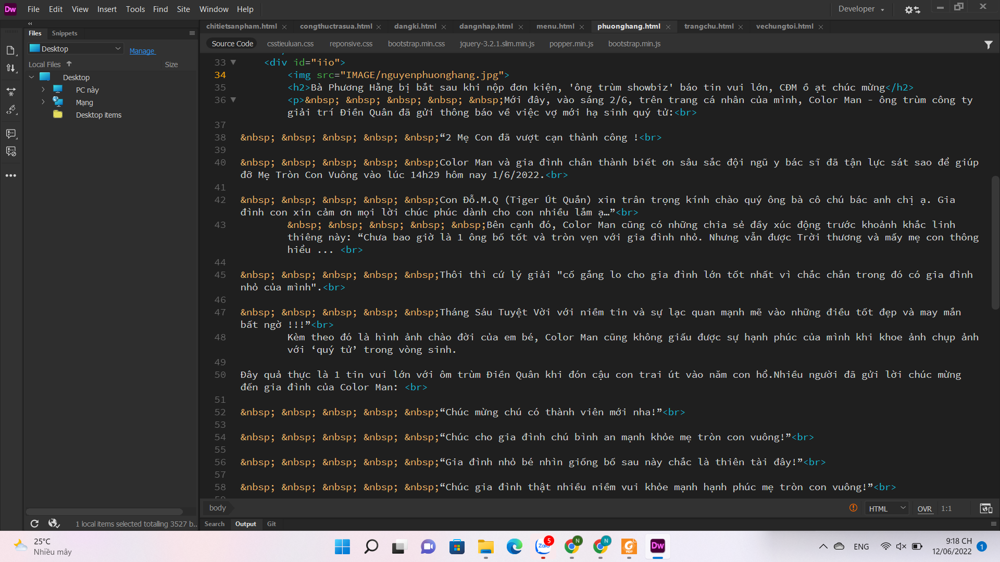 Dw File Edit View Insert Tools Find Site Window Help Developer
chitietsanpham.html congthuctrasua.html dangki.html dangnhap.html menu.html phuonghang.html trangchu.html vechungtoi.html
Files Snippets
Source Code csstieuluan.css reponsive.css bootstrap.min.css jquery-3.2.1.slim.min.js popper.min.js bootstrap.min.js
Desktop Manage
Local Files Size
Desktop
PC này
Mạng
Desktop items
33 <div id="iio">
34 <img src="IMAGE/nguyenphuonghang.jpg">
35 <h2>Bà Phương Hằng bị bắt sau khi nộp đơn kiện, 'ông trùm showbiz' báo tin vui lớn, CĐM ồ ạt chúc mừng</h2>
36 <p>&nbsp; &nbsp; &nbsp; &nbsp; &nbsp;Mới đây, vào sáng 2/6, trên trang cá nhân của mình, Color Man - ông trùm công ty
giải trí Điền Quân đã gửi thông báo về việc vợ mới hạ sinh quý tử:<br>
37
38 &nbsp; &nbsp; &nbsp; &nbsp; &nbsp;“2 Mẹ Con đã vượt cạn thành công !<br>
39
40 &nbsp; &nbsp; &nbsp; &nbsp; &nbsp;Color Man và gia đình chân thành biết ơn sâu sắc đội ngũ y bác sĩ đã tận lực sát sao để giúp
đỡ Mẹ Tròn Con Vuông vào lúc 14h29 hôm nay 1/6/2022.<br>
41
42 &nbsp; &nbsp; &nbsp; &nbsp; &nbsp;Con Đỗ.M.Q (Tiger Út Quắn) xin trân trọng kính chào quý ông bà cô chú bác anh chị ạ. Gia
đình con xin cảm ơn mọi lời chúc phúc dành cho con nhiều lắm ạ…”<br>
43 &nbsp; &nbsp; &nbsp; &nbsp; &nbsp;Bên cạnh đó, Color Man cũng có những chia sẻ đầy xúc động trước khoảnh khắc linh
thiêng này: “Chưa bao giờ là 1 ông bố tốt và tròn vẹn với gia đình nhỏ. Nhưng vẫn được Trời thương và mấy mẹ con thông
hiểu ... <br>
44
45 &nbsp; &nbsp; &nbsp; &nbsp; &nbsp;Thôi thì cứ lý giải "cố gắng lo cho gia đình lớn tốt nhất vì chắc chắn trong đó có gia đình
nhỏ của mình".<br>
46
47 &nbsp; &nbsp; &nbsp; &nbsp; &nbsp;Tháng Sáu Tuyệt Vời với niềm tin và sự lạc quan mạnh mẽ vào những điều tốt đẹp và may mắn
bất ngờ !!!”<br>
48 Kèm theo đó là hình ảnh chào đời của em bé, Color Man cũng không giấu được sự hạnh phúc của mình khi khoe ảnh chụp ảnh
với ‘quý tử’ trong vòng sinh.
49
50 Đây quả thực là 1 tin vui lớn với ôm trùm Điền Quân khi đón cậu con trai út vào năm con hổ.Nhiều người đã gửi lời chúc mừng
đến gia đình của Color Man: <br>
51
52 &nbsp; &nbsp; &nbsp; &nbsp; &nbsp;“Chúc mừng chú có thành viên mới nha!”<br>
53
54 &nbsp; &nbsp; &nbsp; &nbsp; &nbsp;“Chúc cho gia đình chú bình an mạnh khỏe mẹ tròn con vuông!”<br>
55
56 &nbsp; &nbsp; &nbsp; &nbsp; &nbsp;“Gia đình nhỏ bé nhìn giống bố sau này chắc là thiên tài đây!”<br>
57
58 &nbsp; &nbsp; &nbsp; &nbsp; &nbsp;“Chúc gia đình thật nhiều niềm vui khỏe mạnh hạnh phúc mẹ tròn con vuông!”<br>
body HTML OVR 1:1
1 local items selected totalling 3527 b... Search Output Git
25°C
Nhiều mây
Zalo 5 N N PDF Dw
ENG
9:18 CH
12/06/2022 1